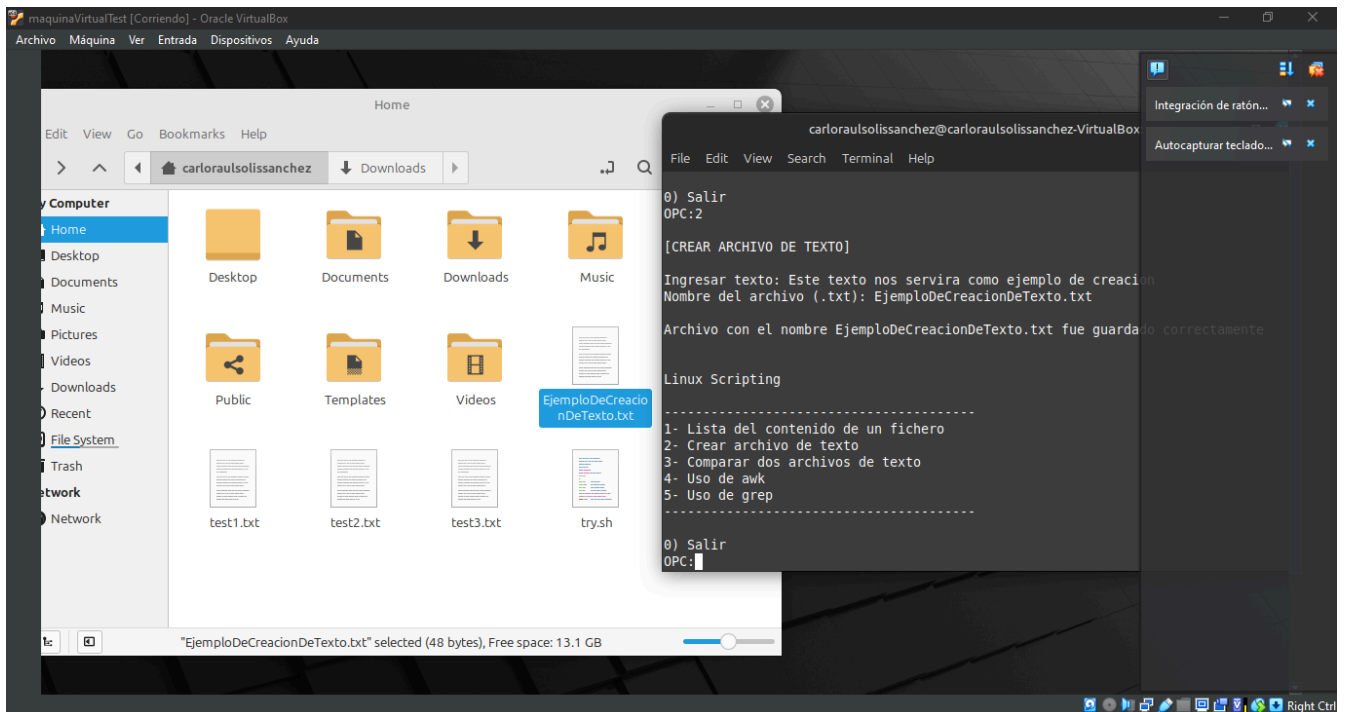 maquinaVirtualTest [Corriendo] - Oracle VirtualBox
Archivo Máquina Ver Entrada Dispositivos Ayuda
Home
Edit View Go Bookmarks Help
carloraulsolissanchez Downloads
y Computer
Home
Desktop
Documents
Music
Pictures
Videos
Downloads
Recent
File System
Trash
etwork
Network
Desktop Documents Downloads Music
Public Templates Videos EjemploDeCreacio
nDeTexto.txt
test1.txt test2.txt test3.txt try.sh
"EjemploDeCreacionDeTexto.txt" selected (48 bytes), Free space: 13.1 GB
carloraulsolissanchez@carloraulsolissanchez-VirtualBox
File Edit View Search Terminal Help
0) Salir
OPC:2
[CREAR ARCHIVO DE TEXTO]
Ingresar texto: Este texto nos servira como ejemplo de creacion
Nombre del archivo (.txt): EjemploDeCreacionDeTexto.txt
Archivo con el nombre EjemploDeCreacionDeTexto.txt fue guardado correctamente
Linux Scripting
----------------------------------------
1- Lista del contenido de un fichero
2- Crear archivo de texto
3- Comparar dos archivos de texto
4- Uso de awk
5- Uso de grep
----------------------------------------
0) Salir
OPC:
Integración de ratón...
Autocapturar teclado...
Right Ctrl